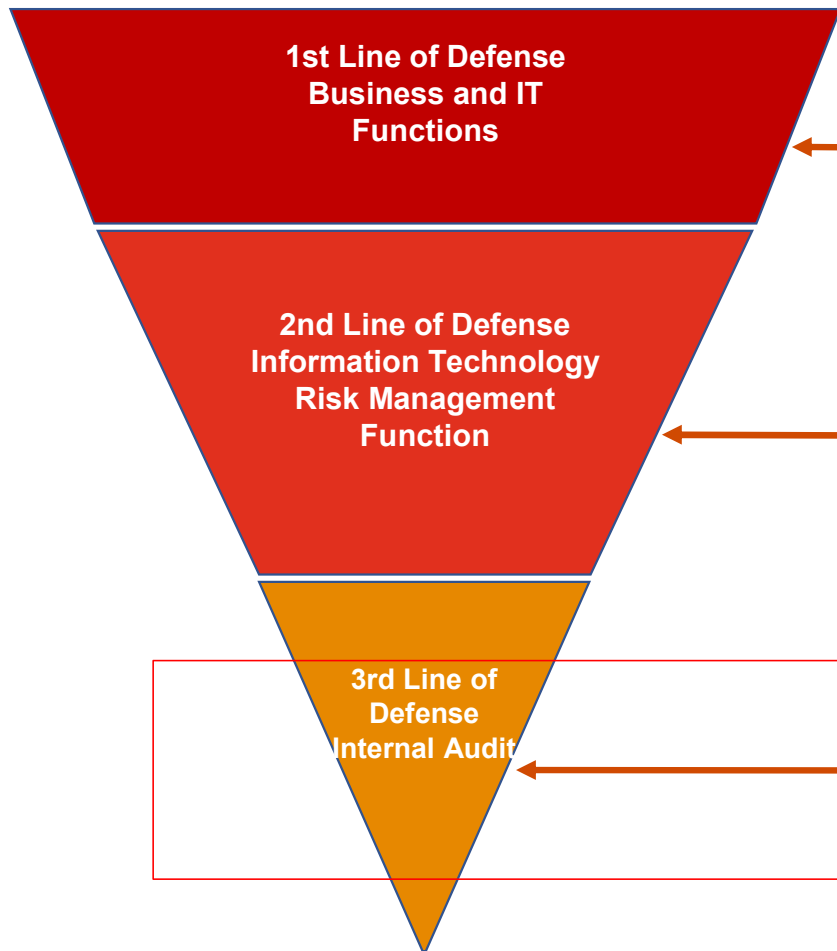 1st Line of Defense
Business and IT
Functions
2nd Line of Defense
Information Technology
Risk Management
Function
3rd Line of
Defense
Internal Audit